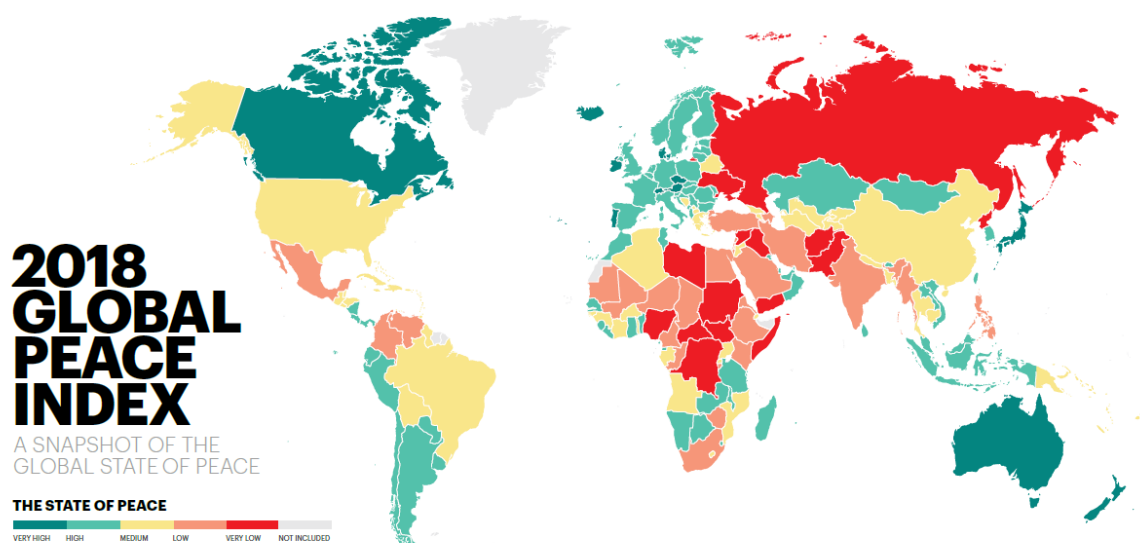 2018
GLOBAL
PEACE
INDEX
A SNAPSHOT OF THE
GLOBAL STATE OF PEACE
THE STATE OF PEACE
VERY HIGH HIGH MEDIUM LOW VERY LOW NOT INCLUDED